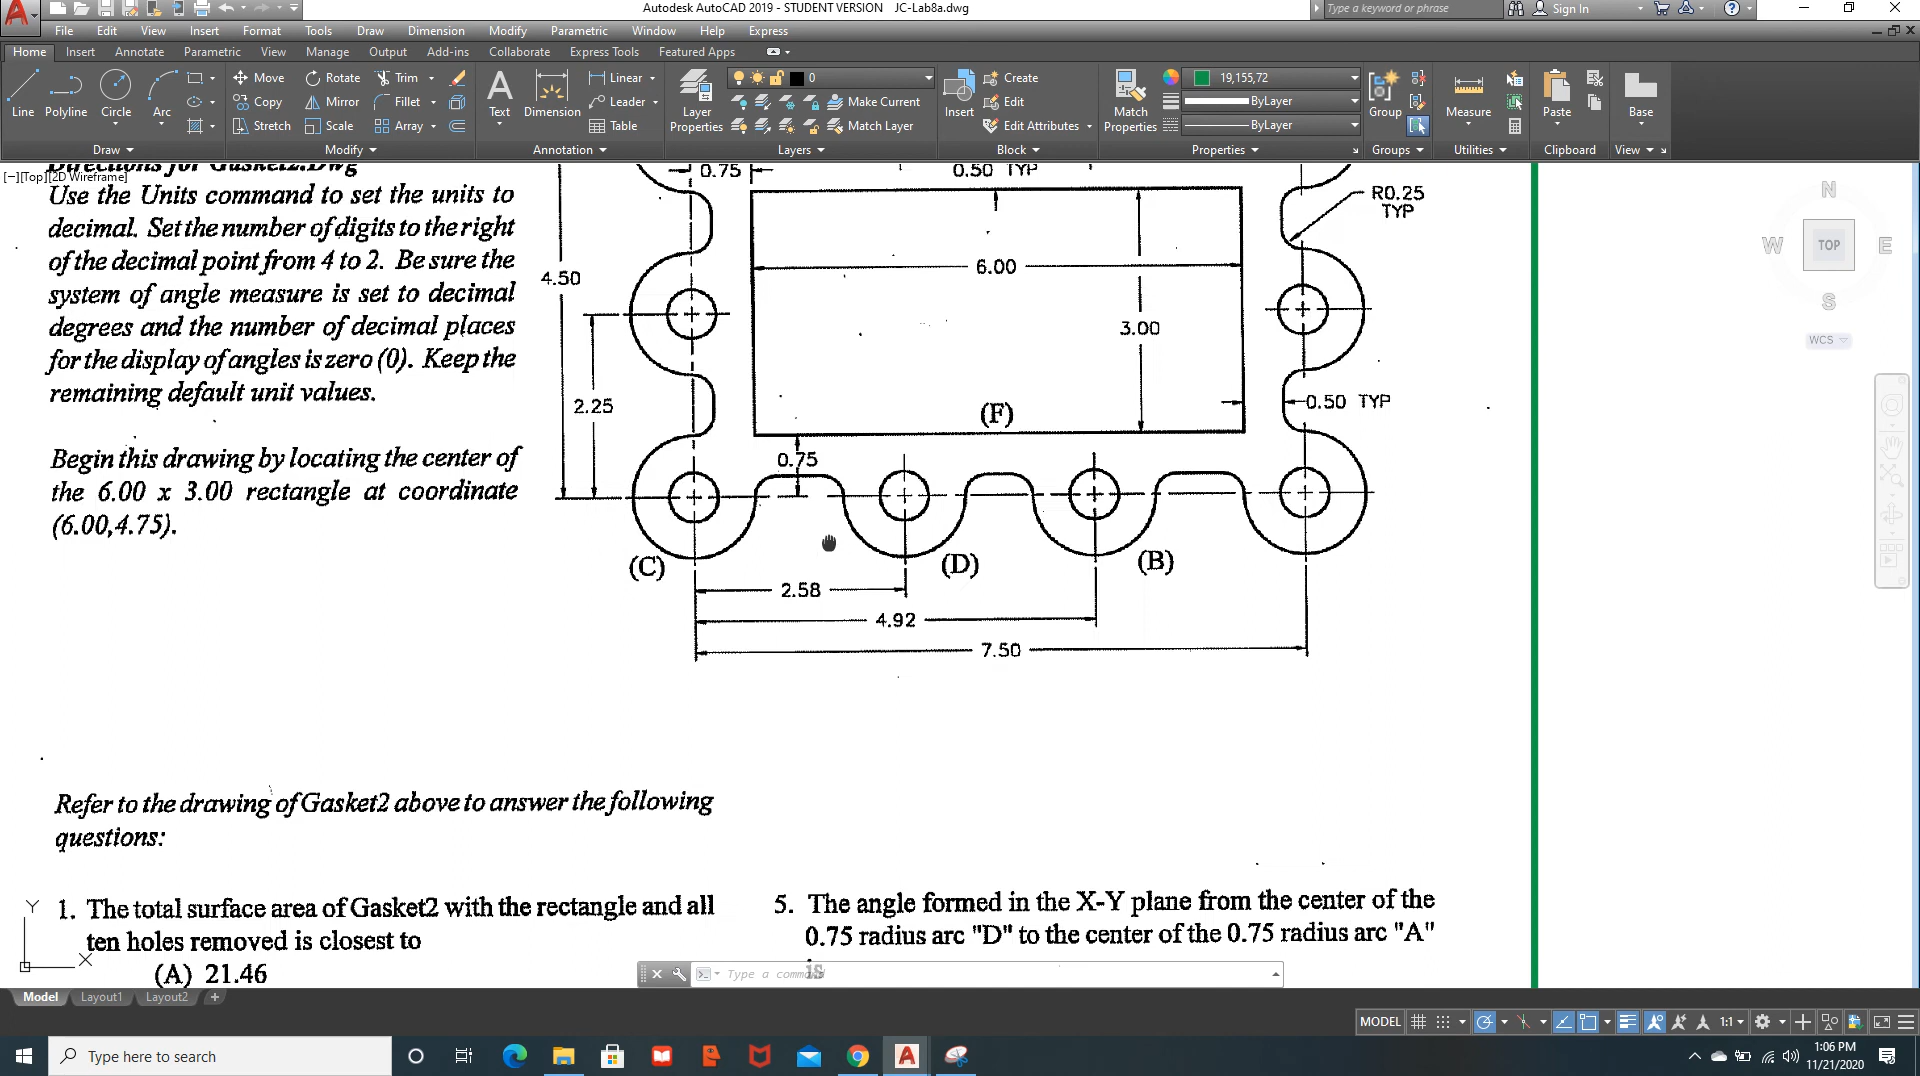 Autodesk AutoCAD 2019 - STUDENT VERSION JC-Lab8a.dwg
Type a keyword or phrase
Sign In
File Edit View Insert Format Tools Draw Dimension Modify Parametric Window Help Express
Home Insert Annotate Parametric View Manage Output Add-ins Collaborate Express Tools Featured Apps
Line Polyline Circle Arc
Move Rotate Trim
Copy Mirror Fillet
Stretch Scale Array
Text Dimension
Linear
Leader
Table
Layer Properties
0
Make Current
Match Layer
Insert
Create
Edit
Edit Attributes
Match Properties
19,155,72
ByLayer
ByLayer
Group
Measure
Paste
Base
Draw Modify Annotation Layers Block Properties Groups Utilities Clipboard View
Directions for Gasket2.Dwg
[−][Top][2D Wireframe]
Use the Units command to set the units to
decimal. Set the number of digits to the right
of the decimal point from 4 to 2. Be sure the
system of angle measure is set to decimal
degrees and the number of decimal places
for the display of angles is zero (0). Keep the
remaining default unit values.
Begin this drawing by locating the center of
the 6.00 x 3.00 rectangle at coordinate
(6.00,4.75).
0.75
0.50 TYP
R0.25
TYP
4.50
6.00
3.00
2.25
0.50 TYP
(F)
0.75
(C)
(D)
(B)
2.58
4.92
7.50
N
W TOP E
S
WCS
Refer to the drawing of Gasket2 above to answer the following
questions:
1. The total surface area of Gasket2 with the rectangle and all
ten holes removed is closest to
(A) 21.46
5. The angle formed in the X-Y plane from the center of the
0.75 radius arc "D" to the center of the 0.75 radius arc "A"
is
Y
X
Type a command
Model Layout1 Layout2 +
MODEL 1:1
Type here to search
1:06 PM
11/21/2020